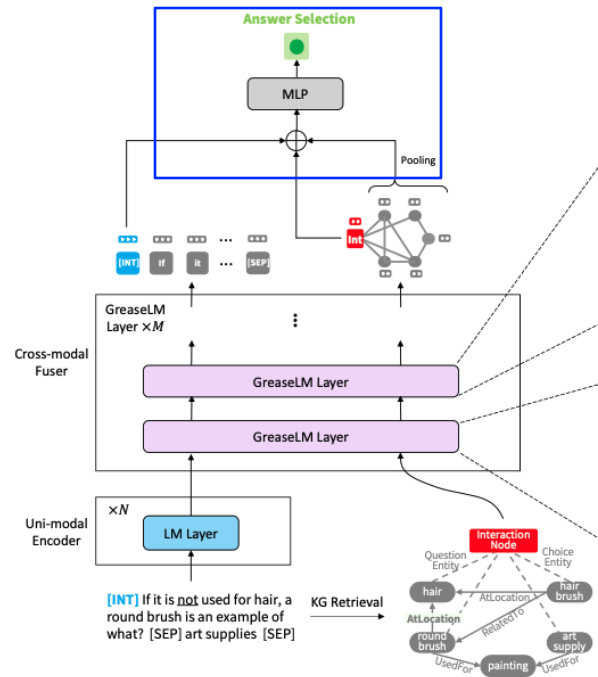 Answer Selection
MLP
Pooling
[INT] If it ... [SEP]
Int
GreaseLM
Layer ×M
Cross-modal
Fuser
GreaseLM Layer
GreaseLM Layer
×N
Uni-modal
Encoder
LM Layer
Interaction
Node
Question
Entity
Choice
Entity
hair
hair
brush
AtLocation
AtLocation
RelatedTo
round
brush
art
supply
UsedFor
painting
UsedFor
[INT] If it is not used for hair, a
round brush is an example of
what? [SEP] art supplies [SEP]
KG Retrieval